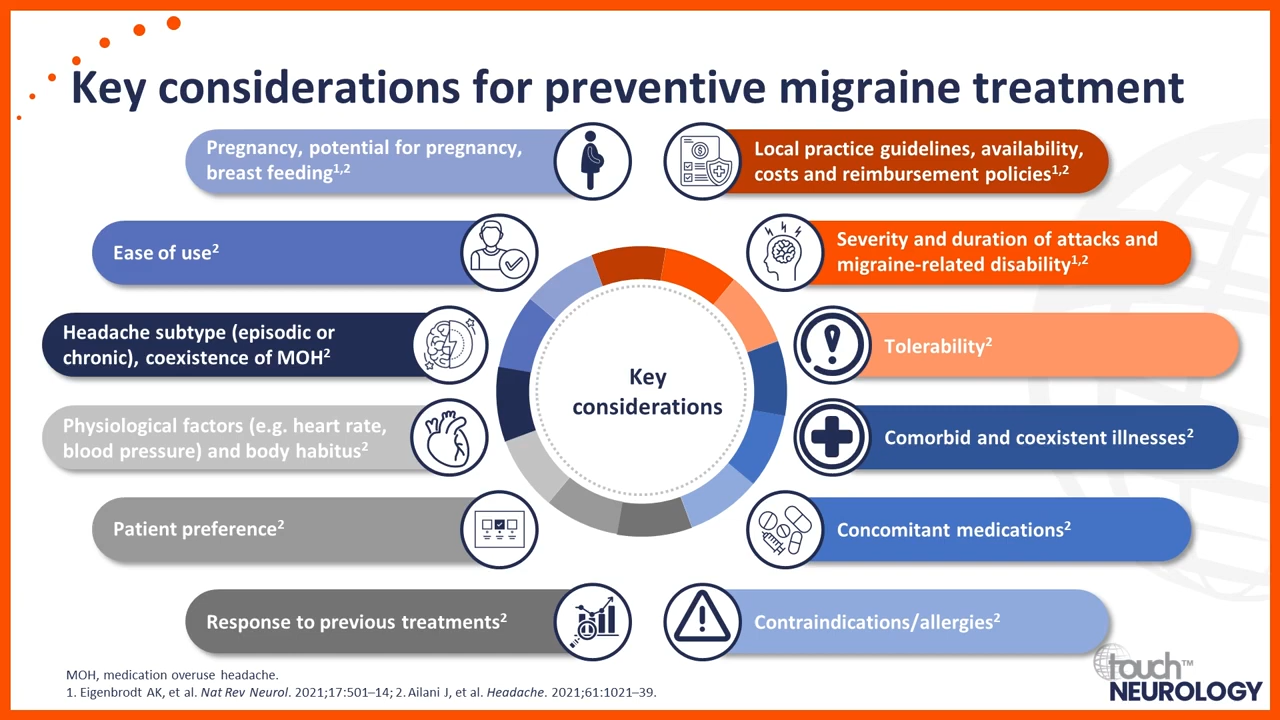 Key considerations for preventive migraine treatment
Pregnancy, potential for pregnancy,
breast feeding1,2
Ease of use2
Headache subtype (episodic or
chronic), coexistence of MOH2
Physiological factors (e.g. heart rate,
blood pressure) and body habitus2
Patient preference2
Response to previous treatments2
Key
considerations
Local practice guidelines, availability,
costs and reimbursement policies1,2
Severity and duration of attacks and
migraine-related disability1,2
Tolerability2
Comorbid and coexistent illnesses2
Concomitant medications2
Contraindications/allergies2
MOH, medication overuse headache.
1. Eigenbrodt AK, et al. Nat Rev Neurol. 2021;17:501–14; 2. Ailani J, et al. Headache. 2021;61:1021–39.
touch™
NEUROLOGY